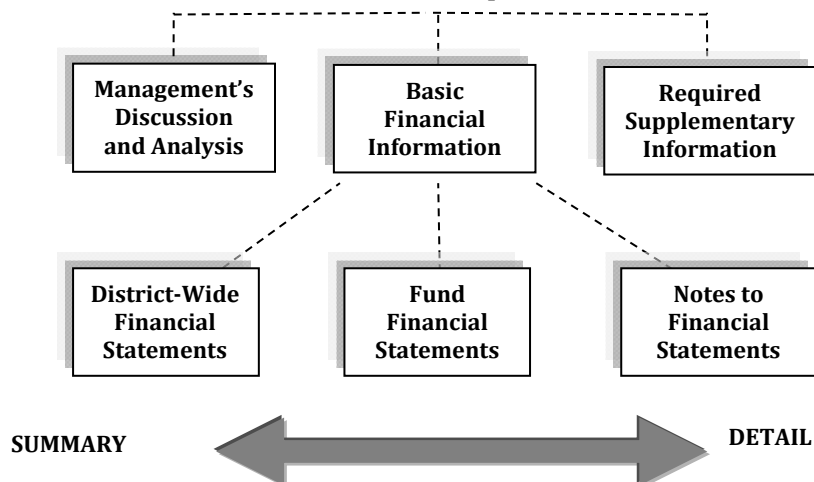 Management’s
Discussion
and Analysis
Basic
Financial
Information
Required
Supplementary
Information
District-Wide
Financial
Statements
Fund
Financial
Statements
Notes to
Financial
Statements
SUMMARY
DETAIL